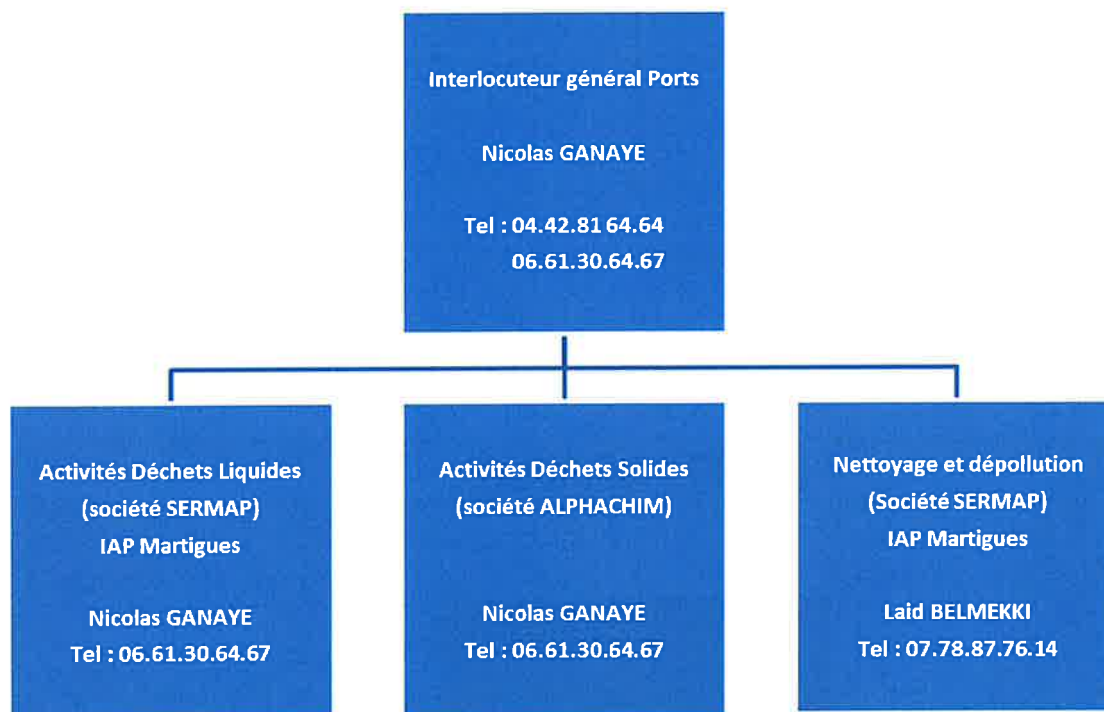 Interlocuteur général Ports
Nicolas GANAYE
Tel : 04.42.81 64.64
06.61.30.64.67
Activités Déchets Liquides
(société SERMAP)
IAP Martigues
Nicolas GANAYE
Tel : 06.61.30.64.67
Activités Déchets Solides
(société ALPHACHIM)
Nicolas GANAYE
Tel : 06.61.30.64.67
Nettoyage et dépollution
(Société SERMAP)
IAP Martigues
Laid BELMEKKI
Tel : 07.78.87.76.14